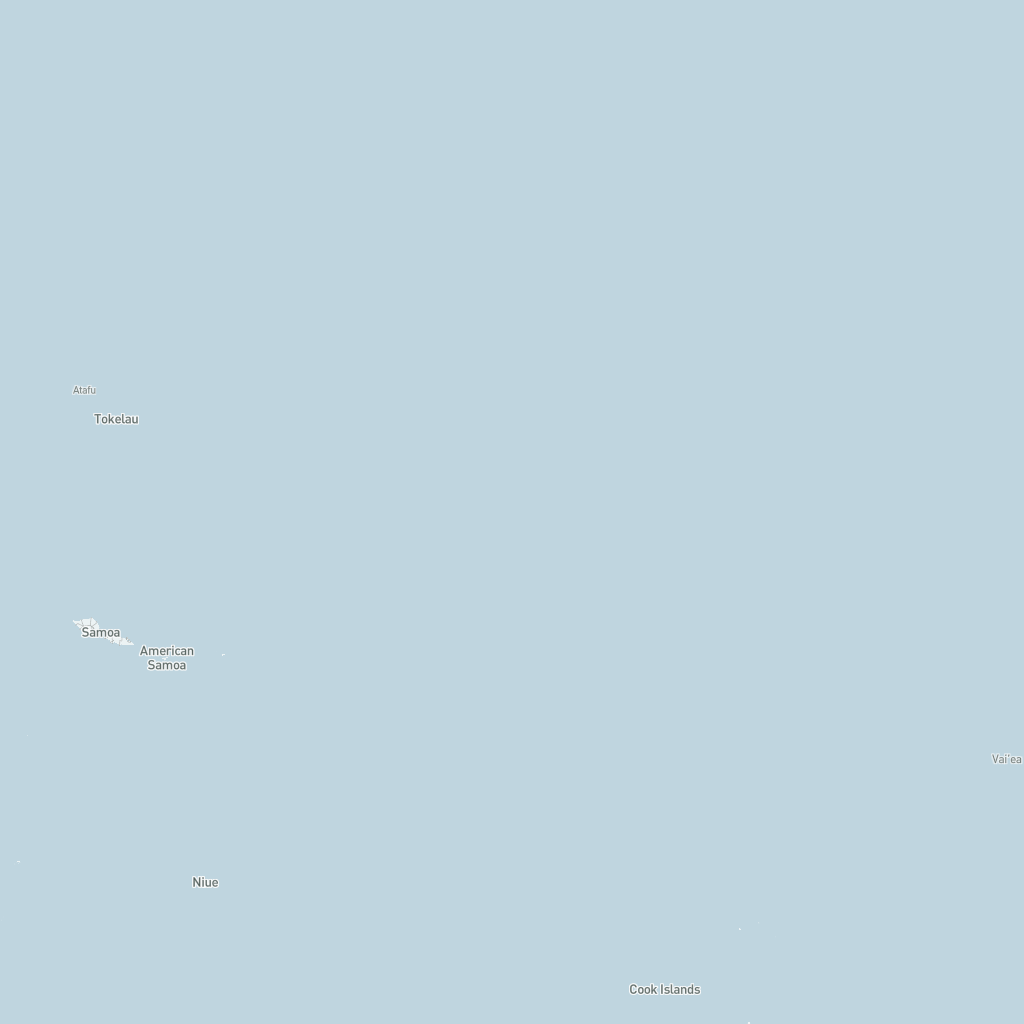 Atafu
Tokelau
Samoa
American
Samoa
Vai'ea
Niue
Cook Islands